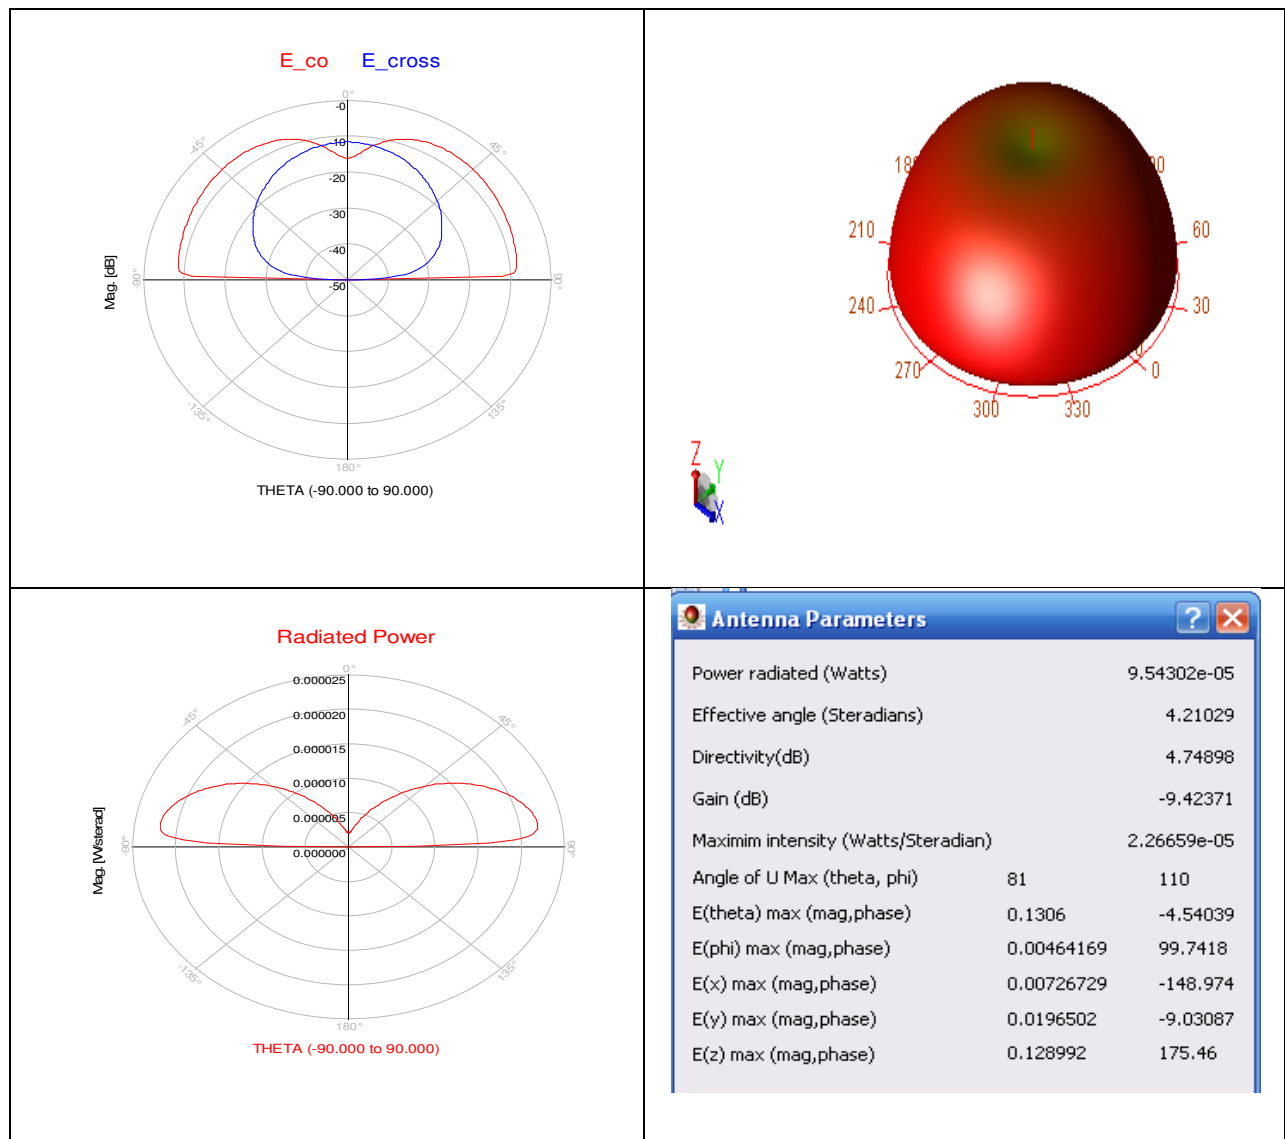 E_co E_cross
0°
-45°
45°
-90°
90°
-135°
135°
180°
-0
-10
-20
-30
-40
-50
Mag. [dB]
THETA (-90.000 to 90.000)
210
60
240
30
270
0
300
330
Z
Y
X
Radiated Power
0°
-45°
45°
-90°
90°
-135°
135°
180°
0.000025
0.000020
0.000015
0.000010
0.000005
0.000000
Mag. [W/sterad]
THETA (-90.000 to 90.000)
Antenna Parameters
Power radiated (Watts) 9.54302e-05
Effective angle (Steradians) 4.21029
Directivity(dB) 4.74898
Gain (dB) -9.42371
Maximim intensity (Watts/Steradian) 2.26659e-05
Angle of U Max (theta, phi) 81 110
E(theta) max (mag,phase) 0.1306 -4.54039
E(phi) max (mag,phase) 0.00464169 99.7418
E(x) max (mag,phase) 0.00726729 -148.974
E(y) max (mag,phase) 0.0196502 -9.03087
E(z) max (mag,phase) 0.128992 175.46